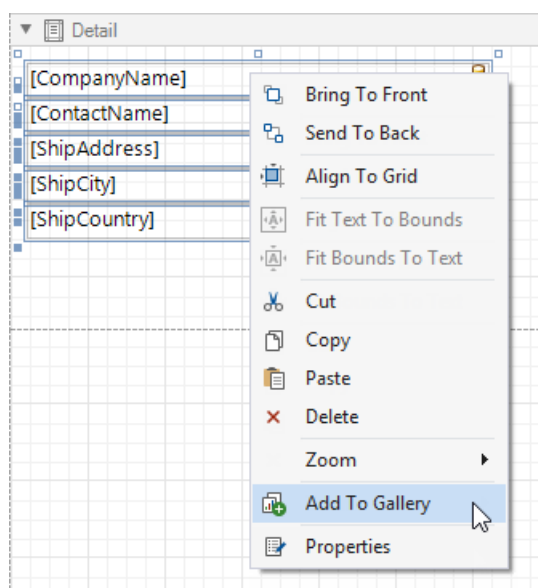 Detail
[CompanyName]
[ContactName]
[ShipAddress]
[ShipCity]
[ShipCountry]
Bring To Front
Send To Back
Align To Grid
Fit Text To Bounds
Fit Bounds To Text
Cut
Copy
Paste
Delete
Zoom
Add To Gallery
Properties